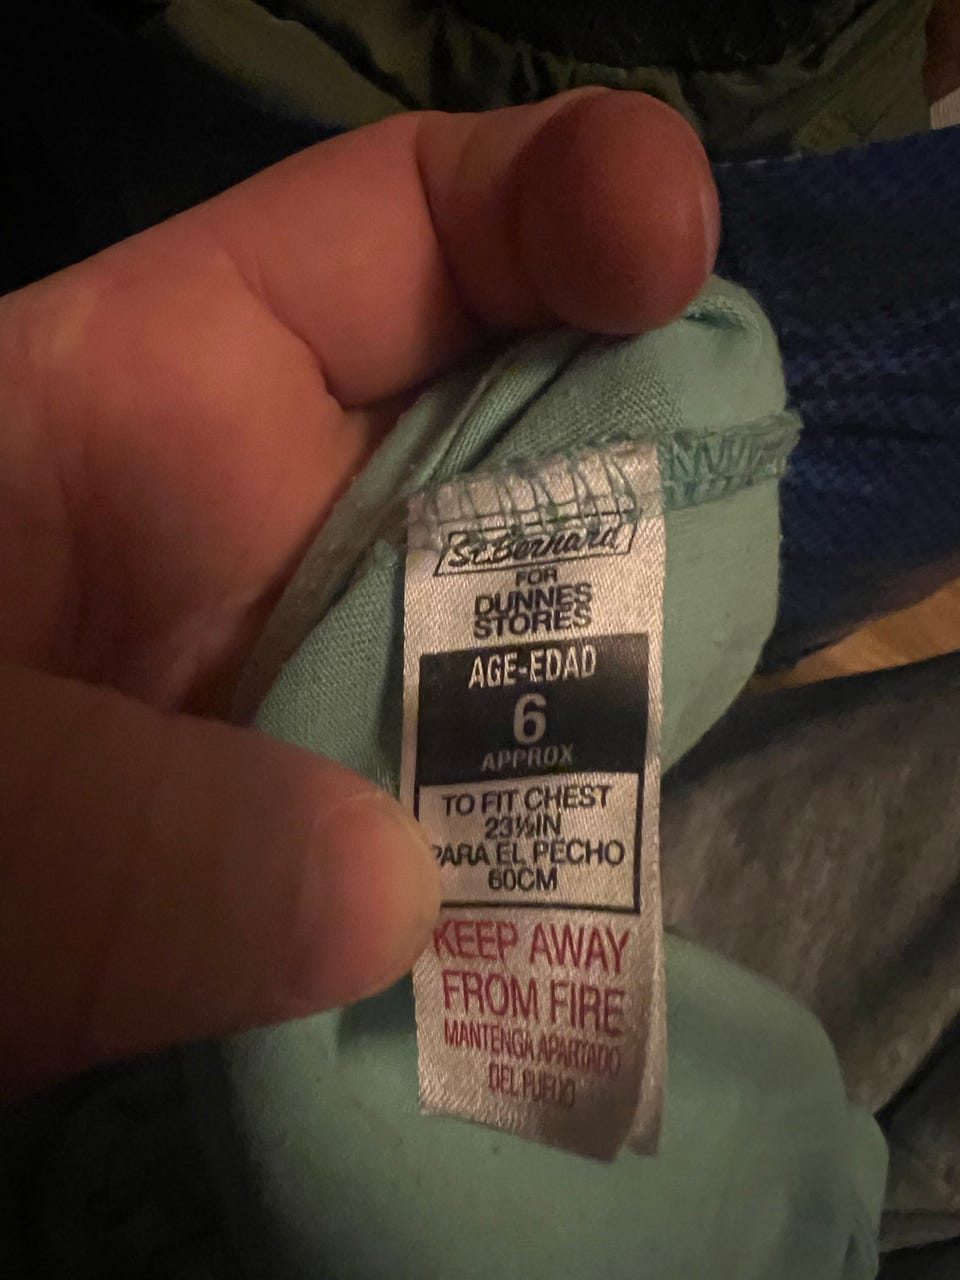 St. Bernard
FOR
DUNNES
STORES
AGE-EDAD
6
APPROX
TO FIT CHEST
23½IN
PARA EL PECHO
60CM
KEEP AWAY
FROM FIRE
MANTENGA APARTADO
DEL FUEGO